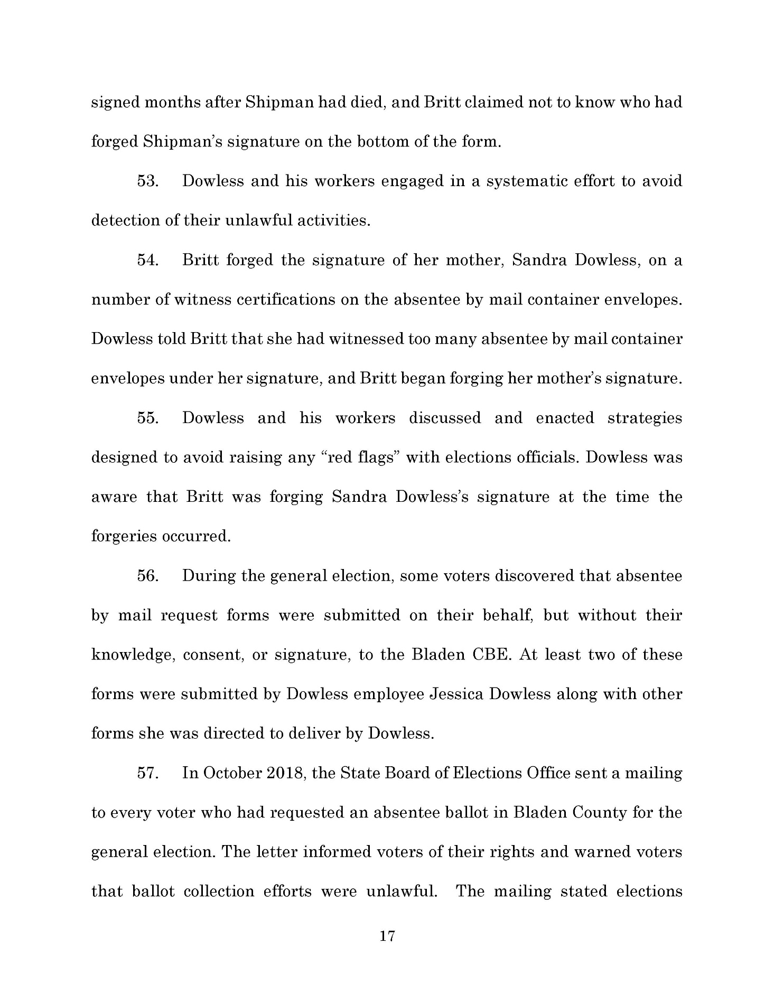 signed months after Shipman had died, and Britt claimed not to know who had
forged Shipman’s signature on the bottom of the form.
53. Dowless and his workers engaged in a systematic effort to avoid
detection of their unlawful activities.
54. Britt forged the signature of her mother, Sandra Dowless, on a
number of witness certifications on the absentee by mail container envelopes.
Dowless told Britt that she had witnessed too many absentee by mail container
envelopes under her signature, and Britt began forging her mother’s signature.
55. Dowless and his workers discussed and enacted strategies
designed to avoid raising any “red flags” with elections officials. Dowless was
aware that Britt was forging Sandra Dowless’s signature at the time the
forgeries occurred.
56. During the general election, some voters discovered that absentee
by mail request forms were submitted on their behalf, but without their
knowledge, consent, or signature, to the Bladen CBE. At least two of these
forms were submitted by Dowless employee Jessica Dowless along with other
forms she was directed to deliver by Dowless.
57. In October 2018, the State Board of Elections Office sent a mailing
to every voter who had requested an absentee ballot in Bladen County for the
general election. The letter informed voters of their rights and warned voters
that ballot collection efforts were unlawful. The mailing stated elections
17